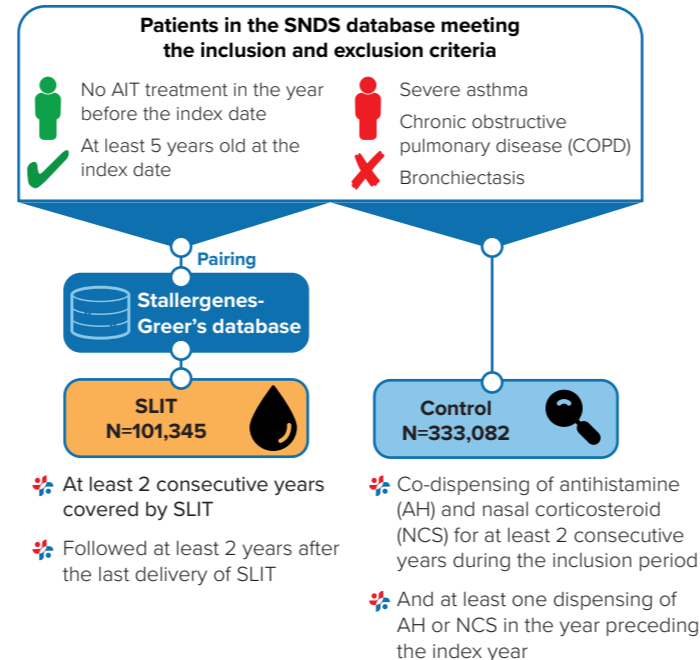 Patients in the SNDS database meeting
the inclusion and exclusion criteria
No AIT treatment in the year
before the index date
At least 5 years old at the
index date
Severe asthma
Chronic obstructive
pulmonary disease (COPD)
Bronchiectasis
Pairing
Stallergenes-
Greer’s database
SLIT
N=101,345
At least 2 consecutive years
covered by SLIT
Followed at least 2 years after
the last delivery of SLIT
Control
N=333,082
Co-dispensing of antihistamine
(AH) and nasal corticosteroid
(NCS) for at least 2 consecutive
years during the inclusion period
And at least one dispensing of
AH or NCS in the year preceding
the index year